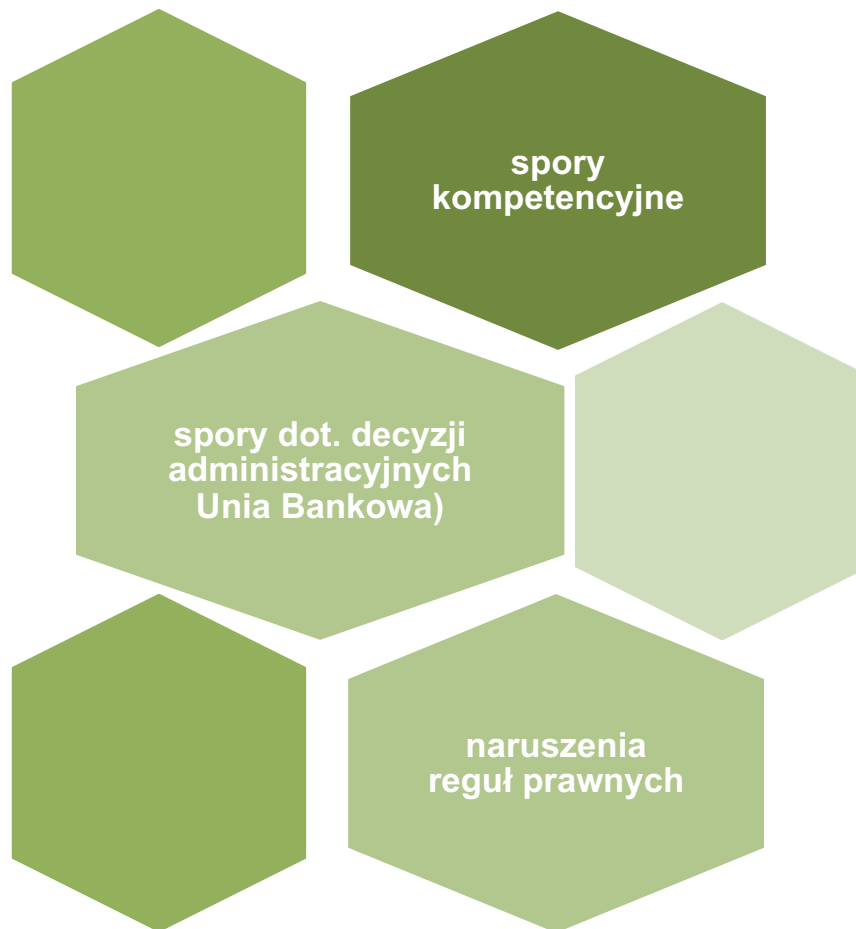 spory
kompetencyjne
spory dot. decyzji
administracyjnych
Unia Bankowa)
naruszenia
reguł prawnych